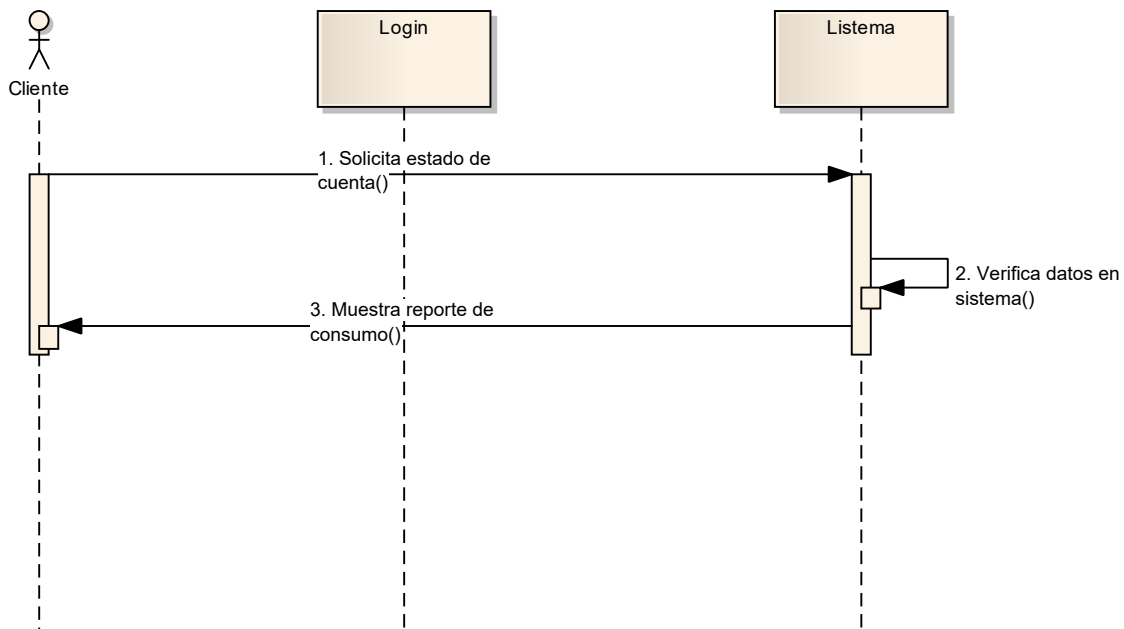 Cliente
Login
Listema
1. Solicita estado de
cuenta()
2. Verifica datos en
sistema()
3. Muestra reporte de
consumo()